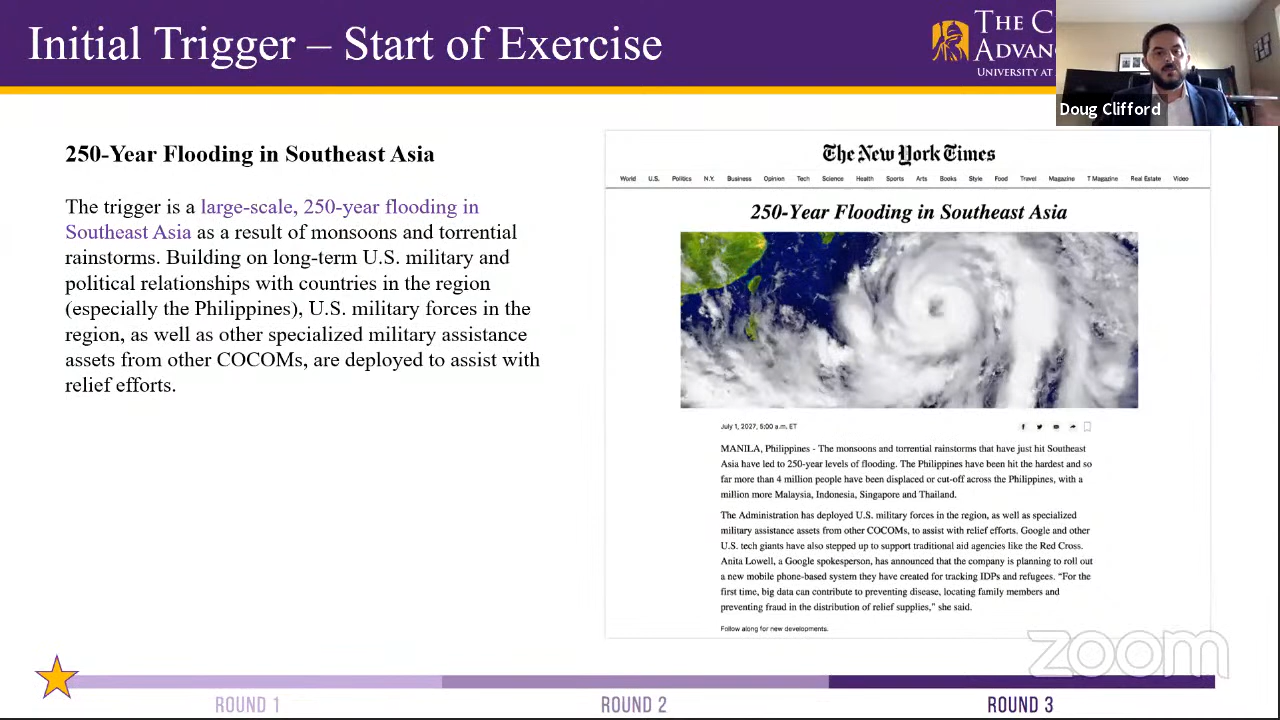 Initial Trigger – Start of Exercise
THE C
ADVAN
UNIVERSITY AT
Doug Clifford
250-Year Flooding in Southeast Asia
The trigger is a large-scale, 250-year flooding in
Southeast Asia as a result of monsoons and torrential
rainstorms. Building on long-term U.S. military and
political relationships with countries in the region
(especially the Philippines), U.S. military forces in the
region, as well as other specialized military assistance
assets from other COCOMs, are deployed to assist with
relief efforts.
The New York Times
World U.S. Politics N.Y. Business Opinion Tech Science Health Sports Arts Books Style Food Travel Magazine T Magazine Real Estate Video
250-Year Flooding in Southeast Asia
July 1, 2027, 5:00 a.m. ET
MANILA, Philippines - The monsoons and torrential rainstorms that have just hit Southeast
Asia have led to 250-year levels of flooding. The Philippines have been hit the hardest and so
far more than 4 million people have been displaced or cut-off across the Philippines, with a
million more Malaysia, Indonesia, Singapore and Thailand.
The Administration has deployed U.S. military forces in the region, as well as specialized
military assistance assets from other COCOMs, to assist with relief efforts. Google and other
U.S. tech giants have also stepped up to support traditional aid agencies like the Red Cross.
Anita Lowell, a Google spokesperson, has announced that the company is planning to roll out
a new mobile phone-based system they have created for tracking IDPs and refugees. “For the
first time, big data can contribute to preventing disease, locating family members and
preventing fraud in the distribution of relief supplies,” she said.
Follow along for new developments.
zoom
ROUND 1 ROUND 2 ROUND 3